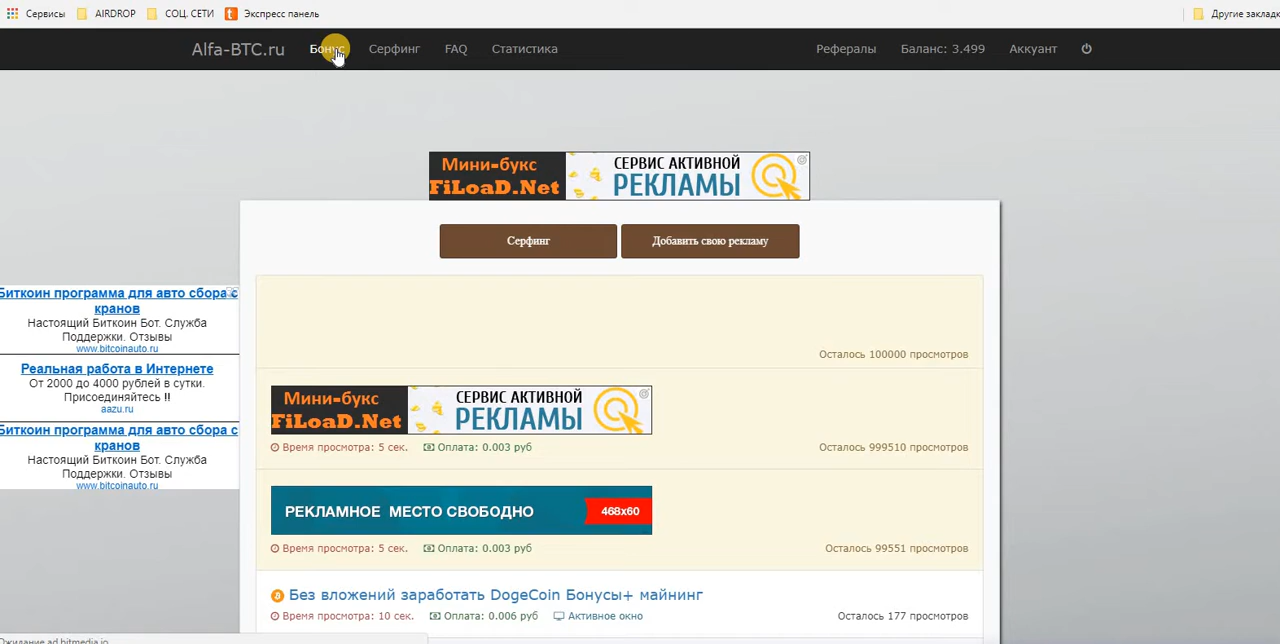 Сервисы AIRDROP СОЦ. СЕТИ Экспресс панель Другие заклад
Alfa-BTC.ru Бонус Серфинг FAQ Статистика Рефералы Баланс: 3.499 Аккуант
Мини-букс
FiLoaD.Net
СЕРВИС АКТИВНОЙ
РЕКЛАМЫ
Серфинг Добавить свою рекламу
Биткоин программа для авто сбора с
кранов
Настоящий Биткоин Бот. Служба
Поддержки. Отзывы
www.bitcoinauto.ru
Реальная работа в Интернете
От 2000 до 4000 рублей в сутки.
Присоединяйтесь !!
aazu.ru
Биткоин программа для авто сбора с
кранов
Настоящий Биткоин Бот. Служба
Поддержки. Отзывы
www.bitcoinauto.ru
Осталось 100000 просмотров
Мини-букс
FiLoaD.Net
СЕРВИС АКТИВНОЙ
РЕКЛАМЫ
Время просмотра: 5 сек. Оплата: 0.003 руб Осталось 999510 просмотров
РЕКЛАМНОЕ МЕСТО СВОБОДНО 468x60
Время просмотра: 5 сек. Оплата: 0.003 руб Осталось 99551 просмотров
Без вложений заработать DogeCoin Бонусы+ майнинг
Время просмотра: 10 сек. Оплата: 0.006 руб Активное окно Осталось 177 просмотров
Ожидание ad.bitmedia.io